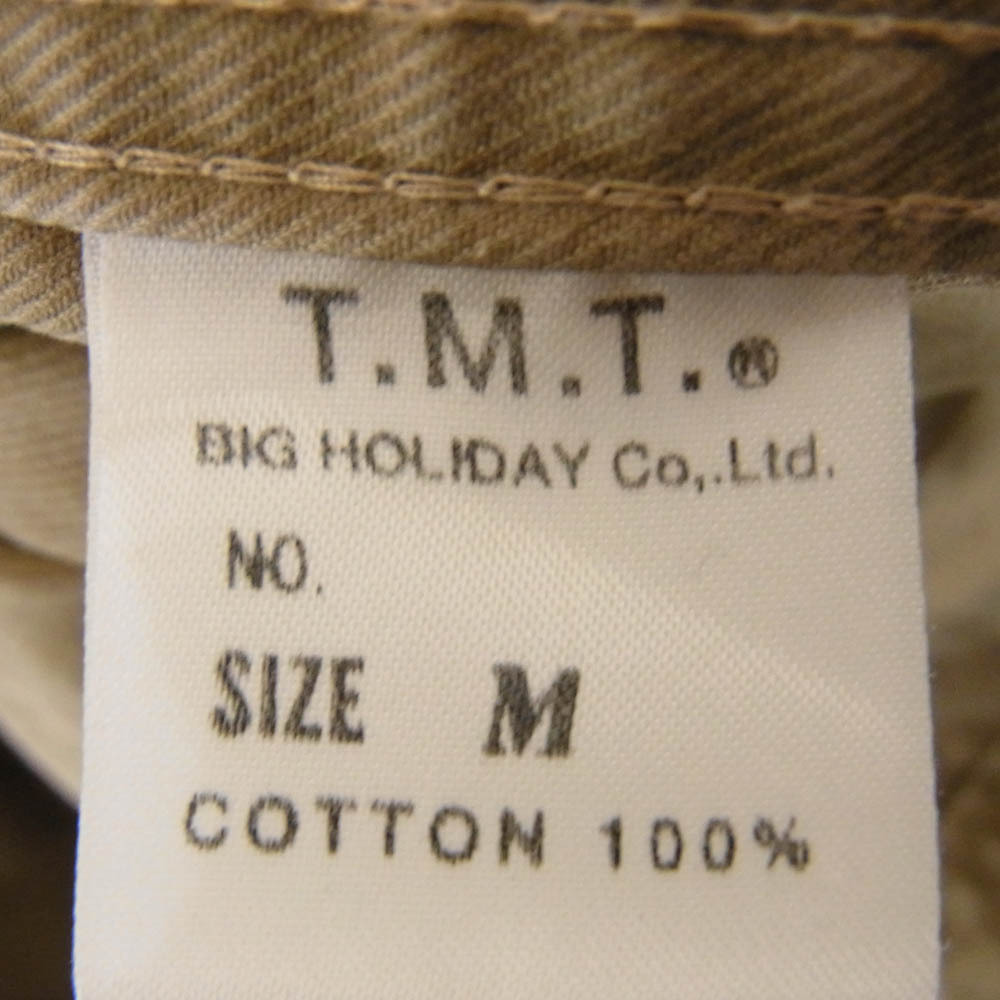 T.M.T.®
BIG HOLIDAY Co,.Ltd.
NO.
SIZE M
COTTON 100%